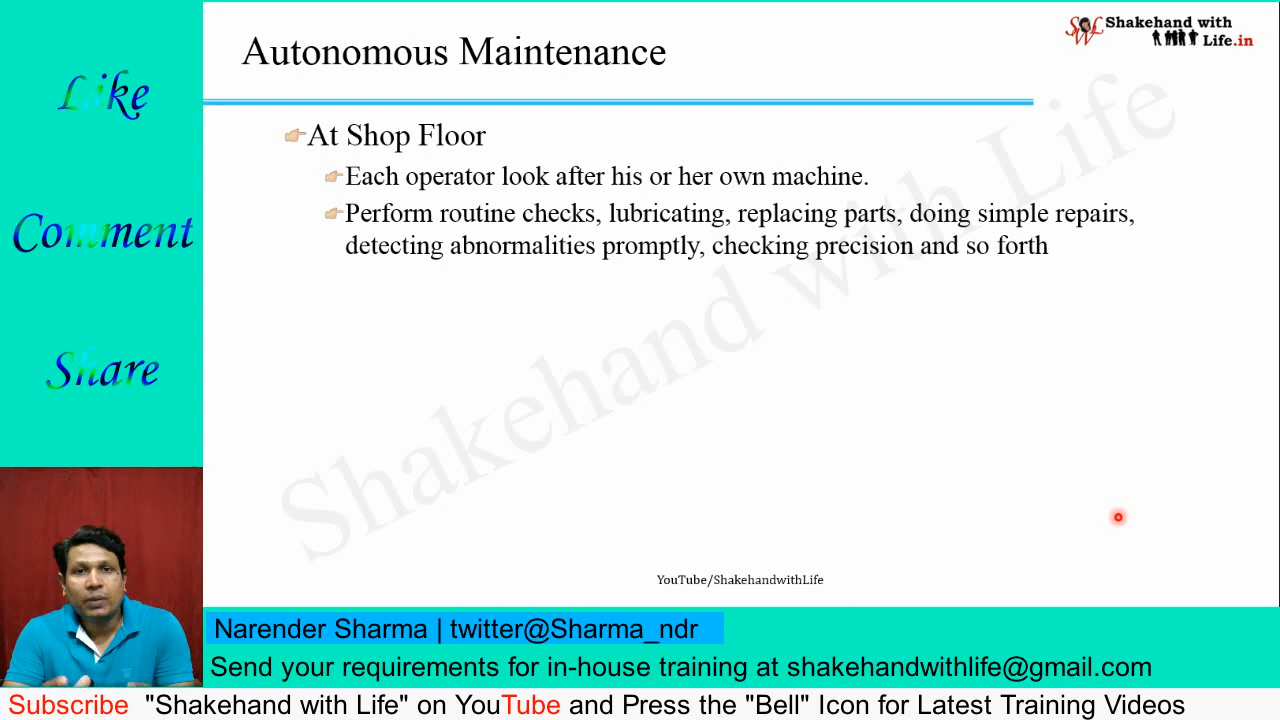 Like
Comment
Share
Autonomous Maintenance
Shakehand with
Life.in
At Shop Floor
Each operator look after his or her own machine.
Perform routine checks, lubricating, replacing parts, doing simple repairs,
detecting abnormalities promptly, checking precision and so forth
Shakehand with Life
YouTube/ShakehandwithLife
Narender Sharma | twitter@Sharma_ndr
Send your requirements for in-house training at shakehandwithlife@gmail.com
Subscribe "Shakehand with Life" on YouTube and Press the "Bell" Icon for Latest Training Videos